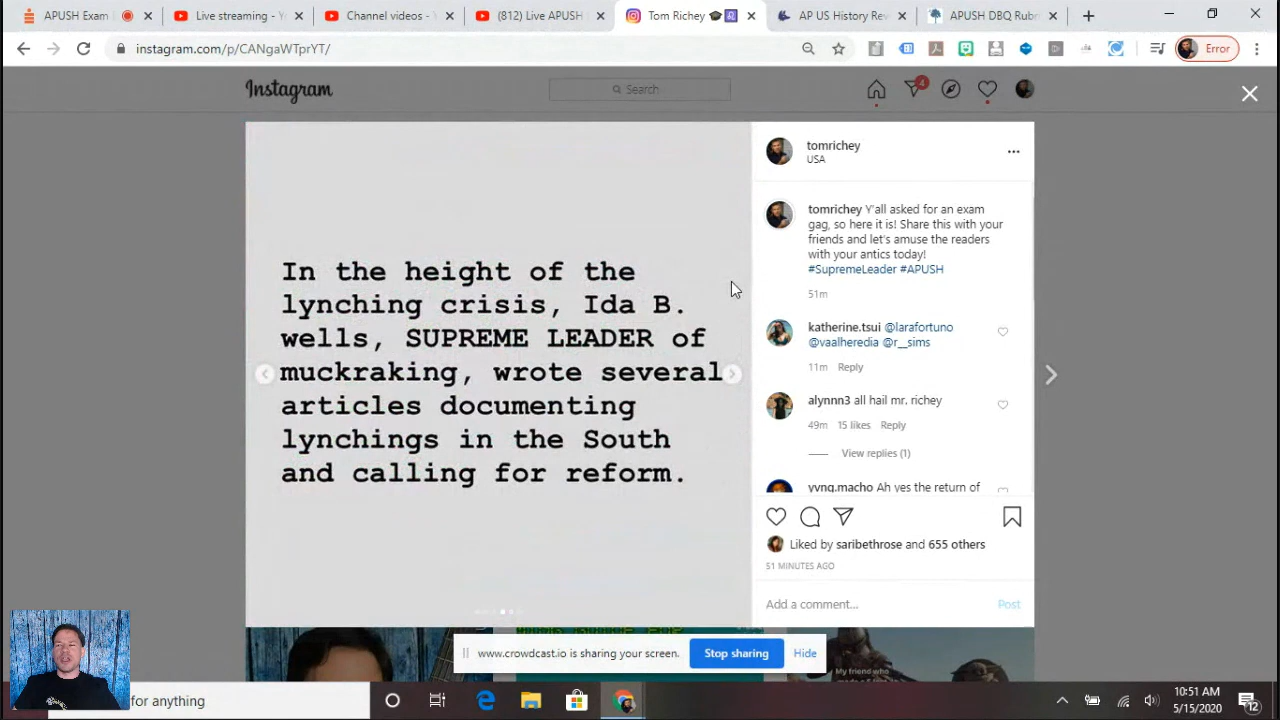 APUSH Exam
Live streaming - Y
Channel videos - Y
(812) Live APUSH
Tom Richey
AP US History Rev
APUSH DBQ Rubr
instagram.com/p/CANgaWTprYT/
Error
Instagram
Search
4
In the height of the
lynching crisis, Ida B.
wells, SUPREME LEADER of
muckraking, wrote several
articles documenting
lynchings in the South
and calling for reform.
tomrichey
USA
tomrichey Y'all asked for an exam
gag, so here it is! Share this with your
friends and let's amuse the readers
with your antics today!
#SupremeLeader #APUSH
51m
katherine.tsui @larafortuno
@vaalheredia @r__sims
11m Reply
alynnn3 all hail mr. richey
49m 15 likes Reply
View replies (1)
yvng.macho Ah yes the return of
Liked by saribethrose and 655 others
51 MINUTES AGO
Add a comment... Post
My friend who
www.crowdcast.io is sharing your screen. Stop sharing Hide
for anything
10:51 AM
5/15/2020
12